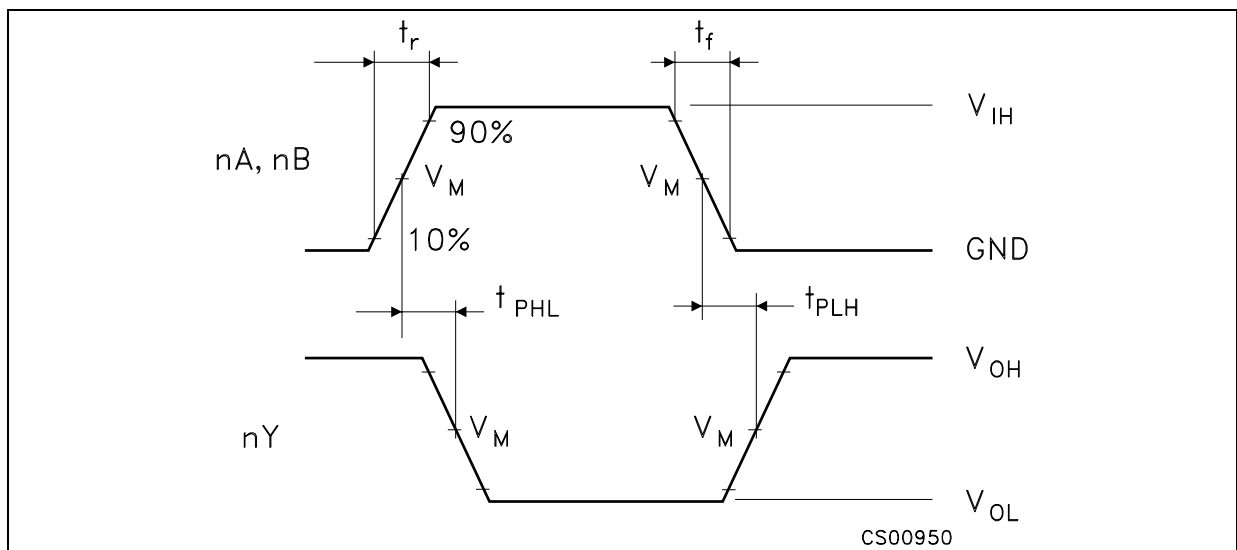 tr
tf
VIH
90%
nA, nB
VM
VM
10%
GND
tPHL
tPLH
VOH
VM
VM
nY
VOL
CS00950